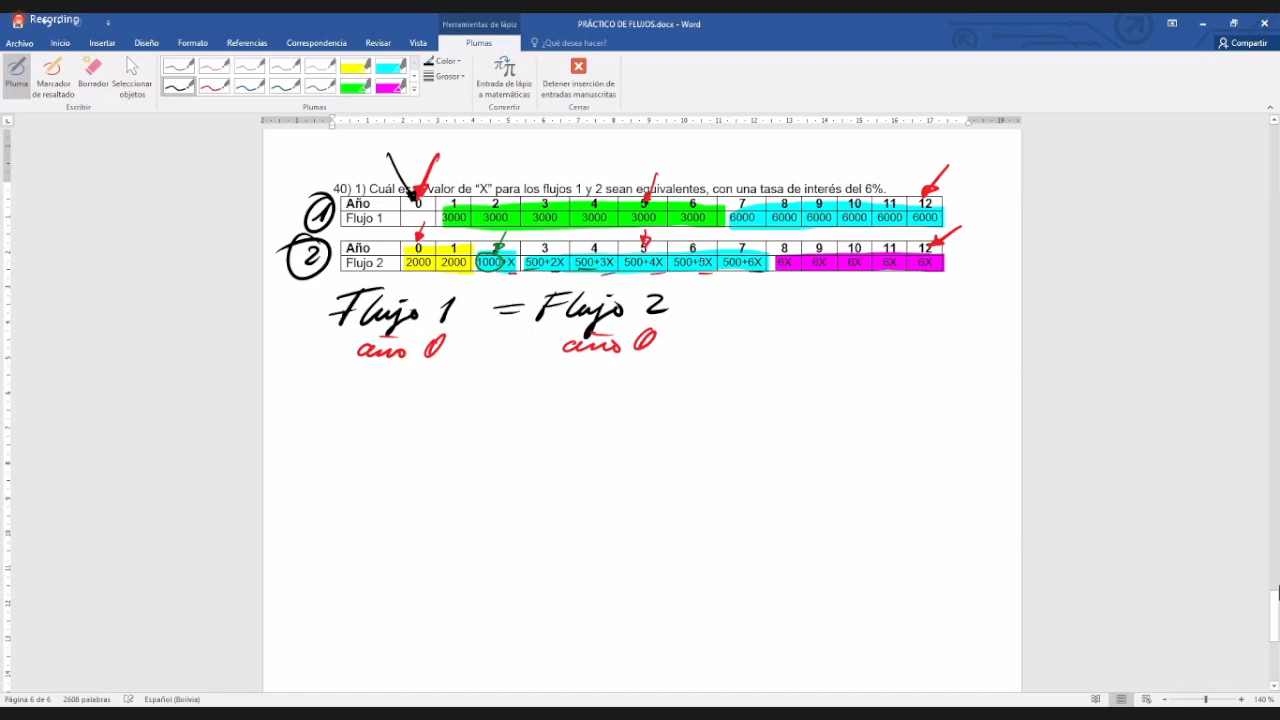 Recording
Herramientas de lápiz
PRÁCTICO DE FLUJOS.docx - Word
Archivo Inicio Insertar Diseño Formato Referencias Correspondencia Revisar Vista Plumas ¿Qué desea hacer? Compartir
Pluma Marcador de resaltado Borrador Seleccionar objetos
Color
Grosor
Entrada de lápiz a matemáticas
Detener inserción de entradas manuscritas
Escribir Plumas Convertir Cerrar
40) 1) Cuál es valor de “X” para los flujos 1 y 2 sean equivalentes, con una tasa de interés del 6%.
1
Año 0 1 2 3 4 5 6 7 8 9 10 11 12
Flujo 1 3000 3000 3000 3000 3000 3000 6000 6000 6000 6000 6000 6000
2
Año 0 1 2 3 4 5 6 7 8 9 10 11 12
Flujo 2 2000 2000 1000+X 500+2X 500+3X 500+4X 500+5X 500+6X 6X 6X 6X 6X 6X
Flujo 1 = Flujo 2
año 0 año 0
Página 6 de 6 2608 palabras Español (Bolivia) 140 %